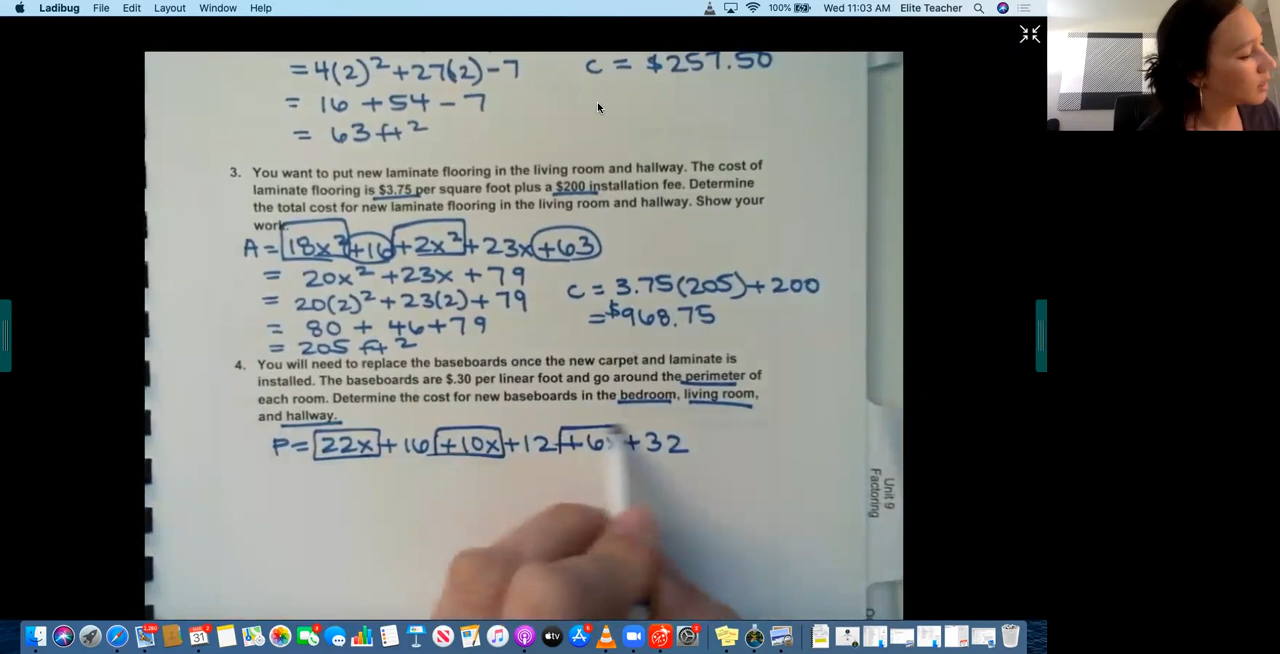 Ladibug File Edit Layout Window Help 100% Wed 11:03 AM Elite Teacher
= 4(2)² + 27(2) - 7
c = $257.50
= 16 + 54 - 7
= 63 ft²
3. You want to put new laminate flooring in the living room and hallway. The cost of
laminate flooring is $3.75 per square foot plus a $200 installation fee. Determine
the total cost for new laminate flooring in the living room and hallway. Show your
work.
A = 18x² + 16 + 2x² + 23x + 63
= 20x² + 23x + 79
= 20(2)² + 23(2) + 79
= 80 + 46 + 79
= 205 ft²
C = 3.75(205) + 200
= $968.75
4. You will need to replace the baseboards once the new carpet and laminate is
installed. The baseboards are $.30 per linear foot and go around the perimeter of
each room. Determine the cost for new baseboards in the bedroom, living room,
and hallway.
P = 22x + 16 + 10x + 12 + 6x + 32
Unit 9
Factoring